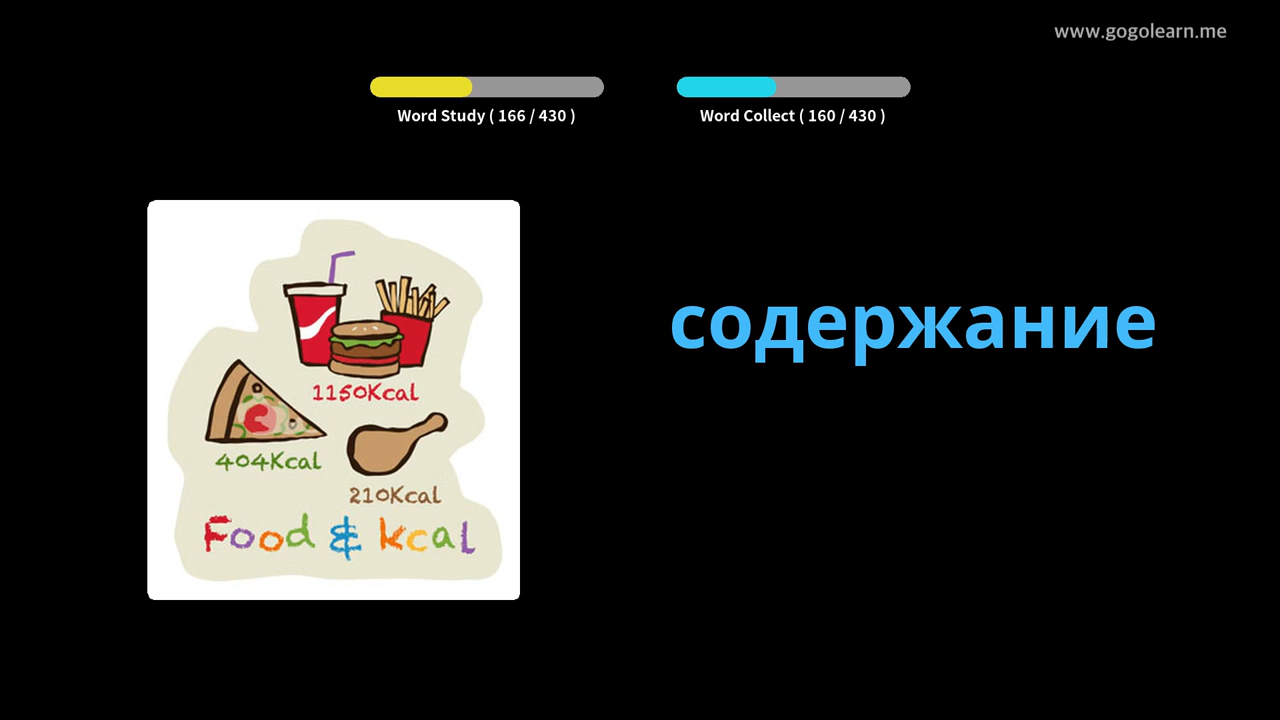 www.gogolearn.me
Word Study ( 166 / 430 )
Word Collect ( 160 / 430 )
содержание
1150Kcal
404Kcal
210Kcal
Food & kcal